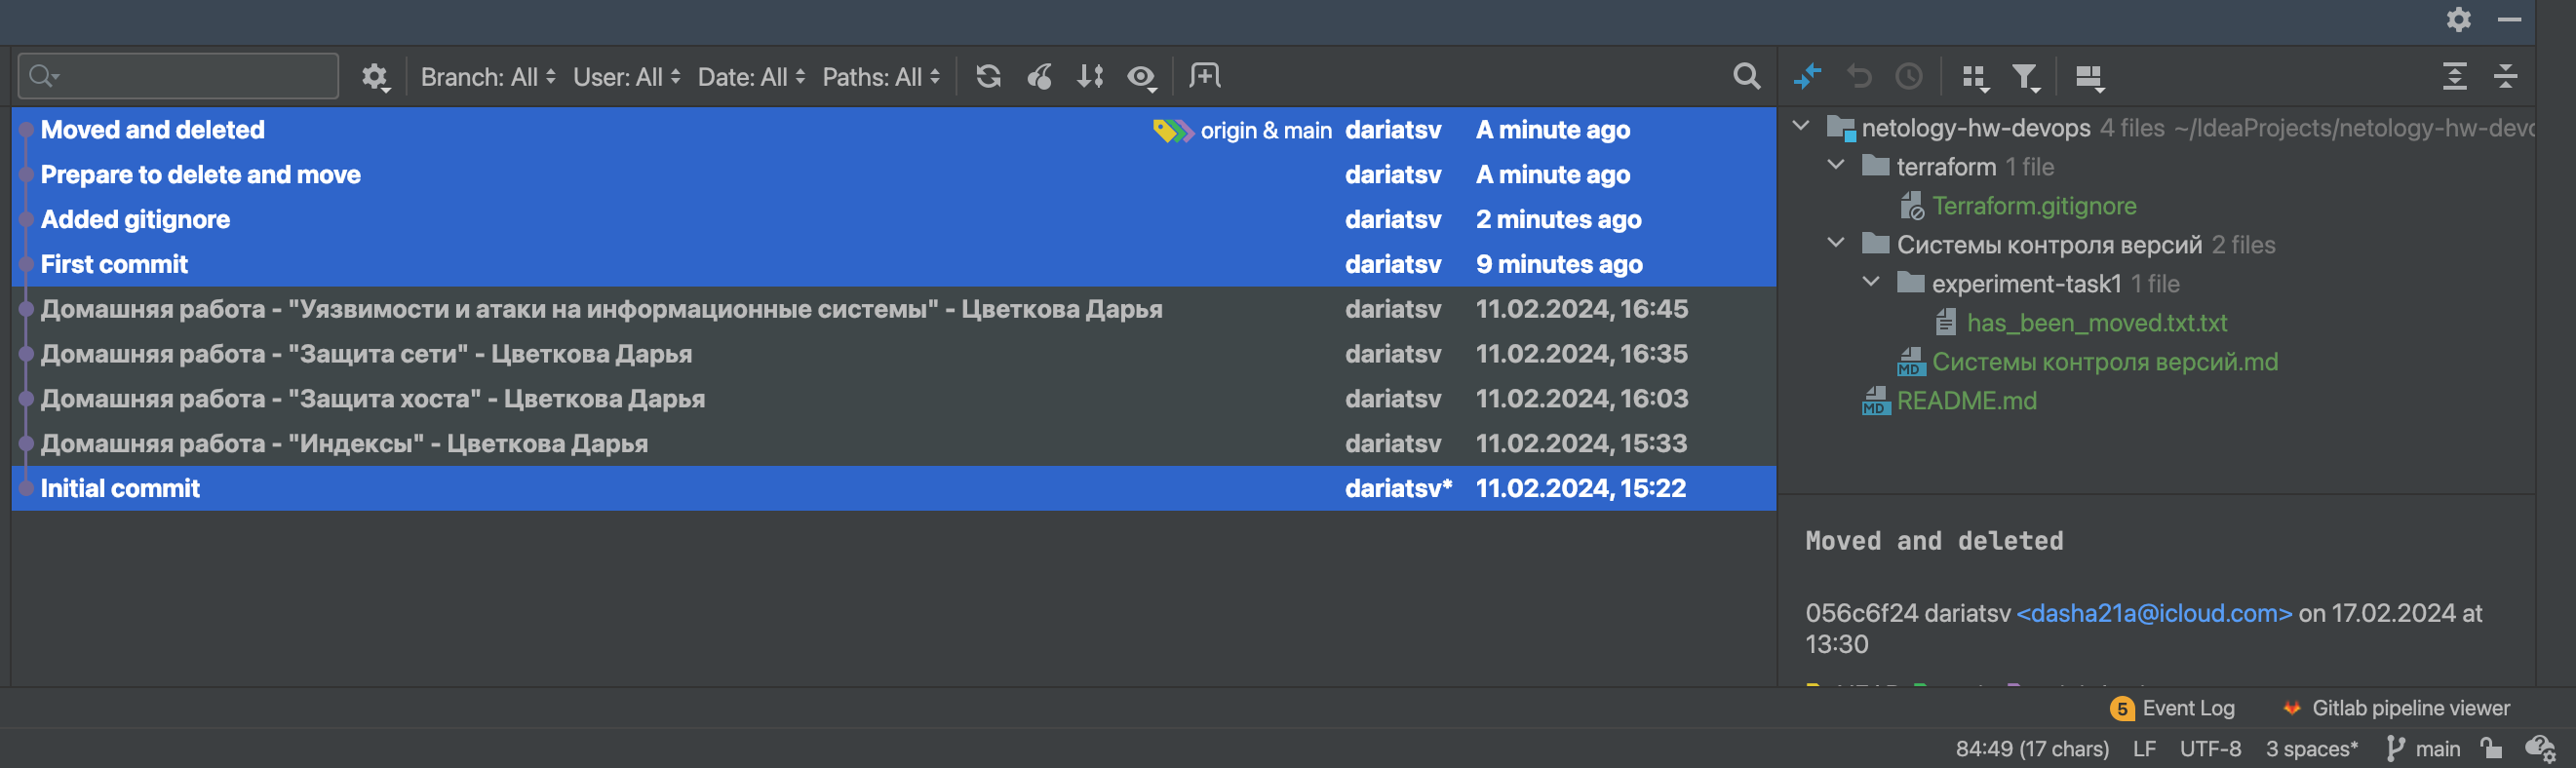 Branch: All User: All Date: All Paths: All
Moved and deleted origin & main dariatsv A minute ago
Prepare to delete and move dariatsv A minute ago
Added gitignore dariatsv 2 minutes ago
First commit dariatsv 9 minutes ago
Домашняя работа - "Уязвимости и атаки на информационные системы" - Цветкова Дарья dariatsv 11.02.2024, 16:45
Домашняя работа - "Защита сети" - Цветкова Дарья dariatsv 11.02.2024, 16:35
Домашняя работа - "Защита хоста" - Цветкова Дарья dariatsv 11.02.2024, 16:03
Домашняя работа - "Индексы" - Цветкова Дарья dariatsv 11.02.2024, 15:33
Initial commit dariatsv* 11.02.2024, 15:22
netology-hw-devops 4 files ~/IdeaProjects/netology-hw-devo
terraform 1 file
Terraform.gitignore
Системы контроля версий 2 files
experiment-task1 1 file
has_been_moved.txt.txt
MD Системы контроля версий.md
MD README.md
Moved and deleted
056c6f24 dariatsv <dasha21a@icloud.com> on 17.02.2024 at
13:30
5 Event Log Gitlab pipeline viewer
84:49 (17 chars) LF UTF-8 3 spaces* main